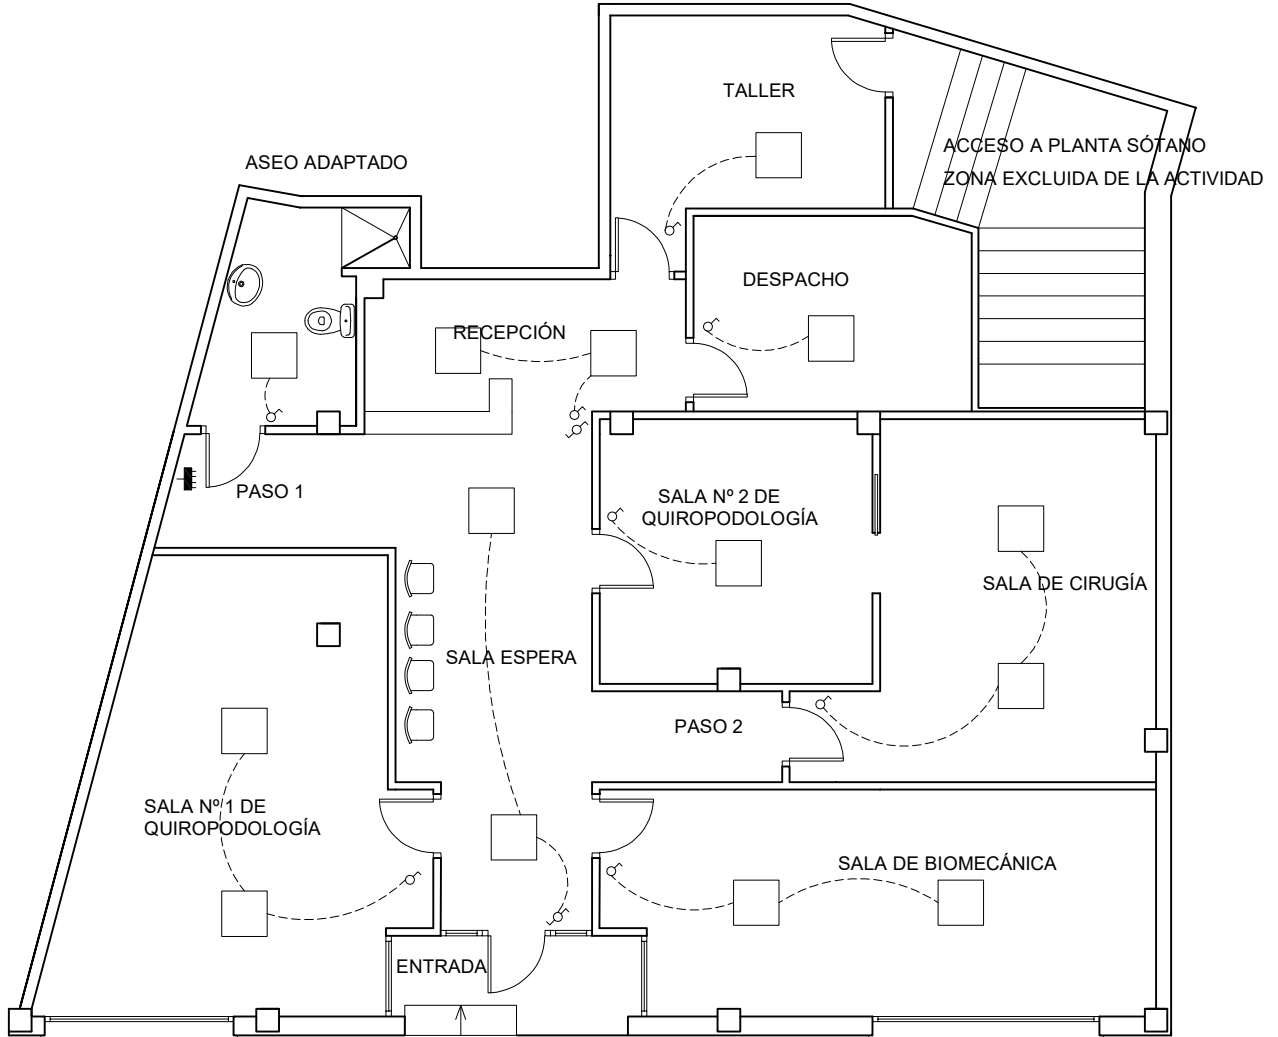 TALLER
ACCESO A PLANTA SÓTANO
ZONA EXCLUIDA DE LA ACTIVIDAD
ASEO ADAPTADO
DESPACHO
RECEPCIÓN
PASO 1
SALA Nº 2 DE
QUIROPODOLOGÍA
SALA DE CIRUGÍA
SALA ESPERA
PASO 2
SALA Nº 1 DE
QUIROPODOLOGÍA
SALA DE BIOMECÁNICA
ENTRADA